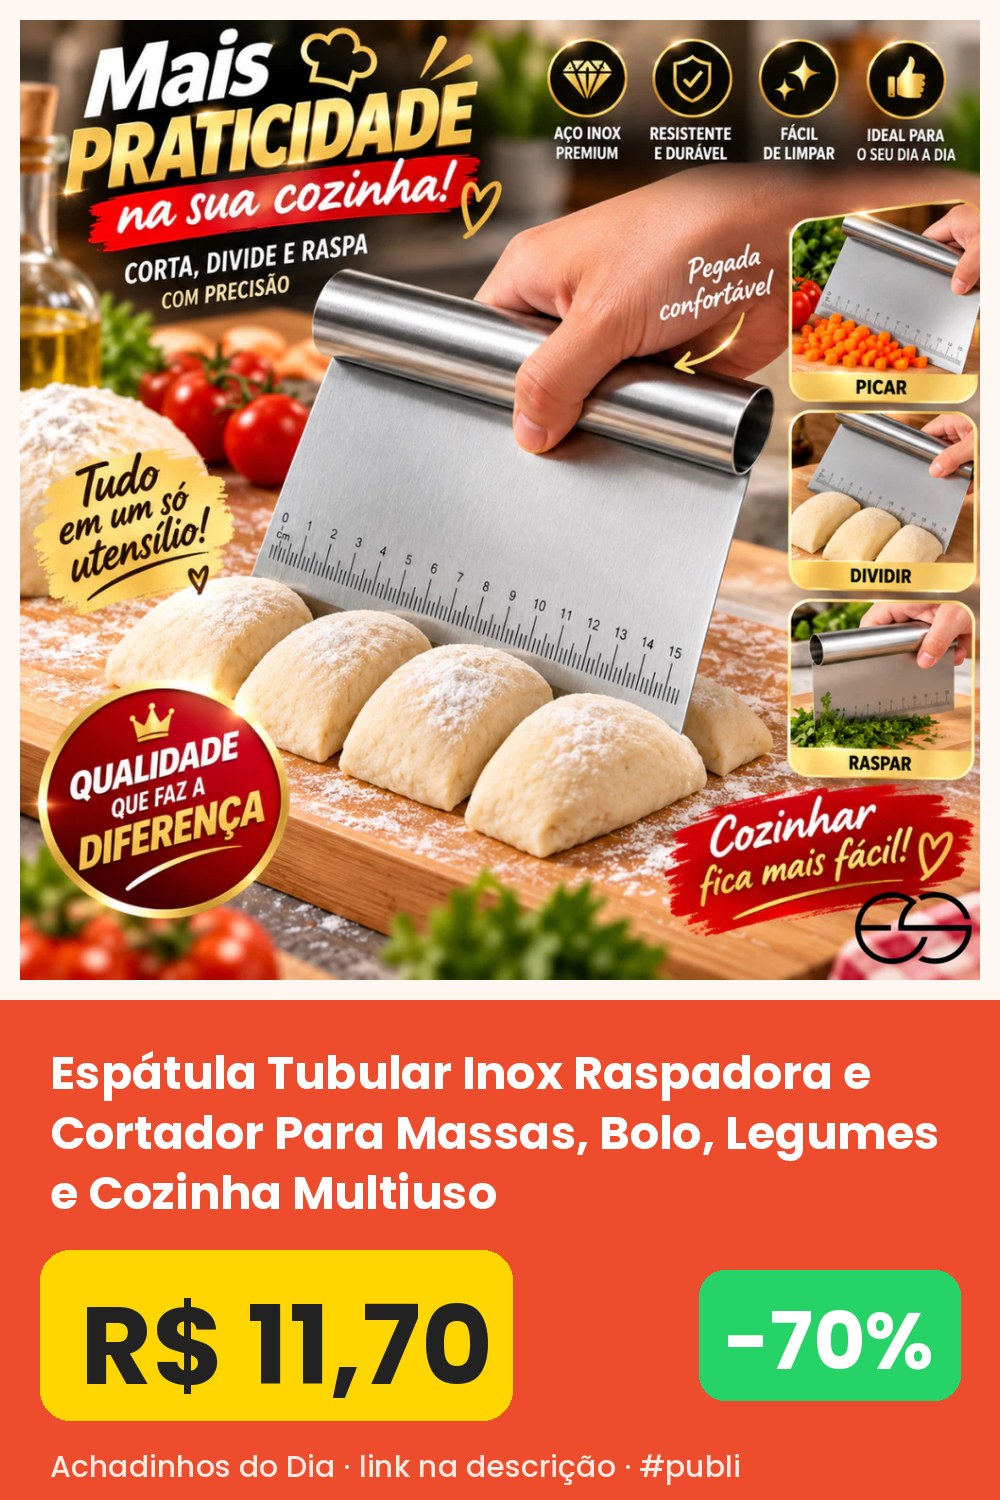 Mais
PRATICIDADE
na sua cozinha!
CORTA, DIVIDE E RASPA
COM PRECISÃO
AÇO INOX
PREMIUM
RESISTENTE
E DURÁVEL
FÁCIL
DE LIMPAR
IDEAL PARA
O SEU DIA A DIA
Pegada
confortável
PICAR
Tudo
em um só
utensílio!
0 1 2 3 4 5 6 7 8 9 10 11 12 13 14 15
cm
DIVIDIR
RASPAR
QUALIDADE
QUE FAZ A
DIFERENÇA
Cozinhar
fica mais fácil!
Espátula Tubular Inox Raspadora e
Cortador Para Massas, Bolo, Legumes
e Cozinha Multiuso
R$ 11,70
-70%
Achadinhos do Dia · link na descrição · #publi